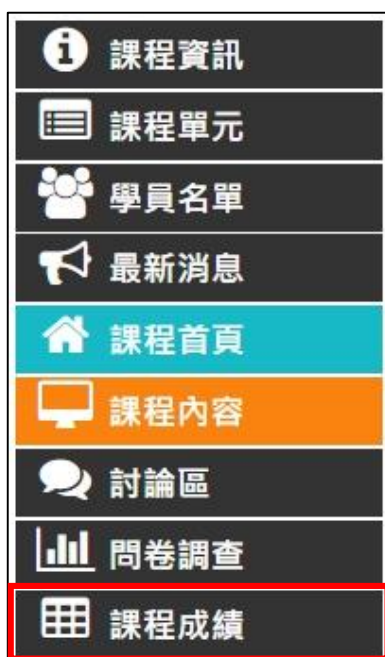 課程資訊
課程單元
學員名單
最新消息
課程首頁
課程內容
討論區
問卷調查
課程成績